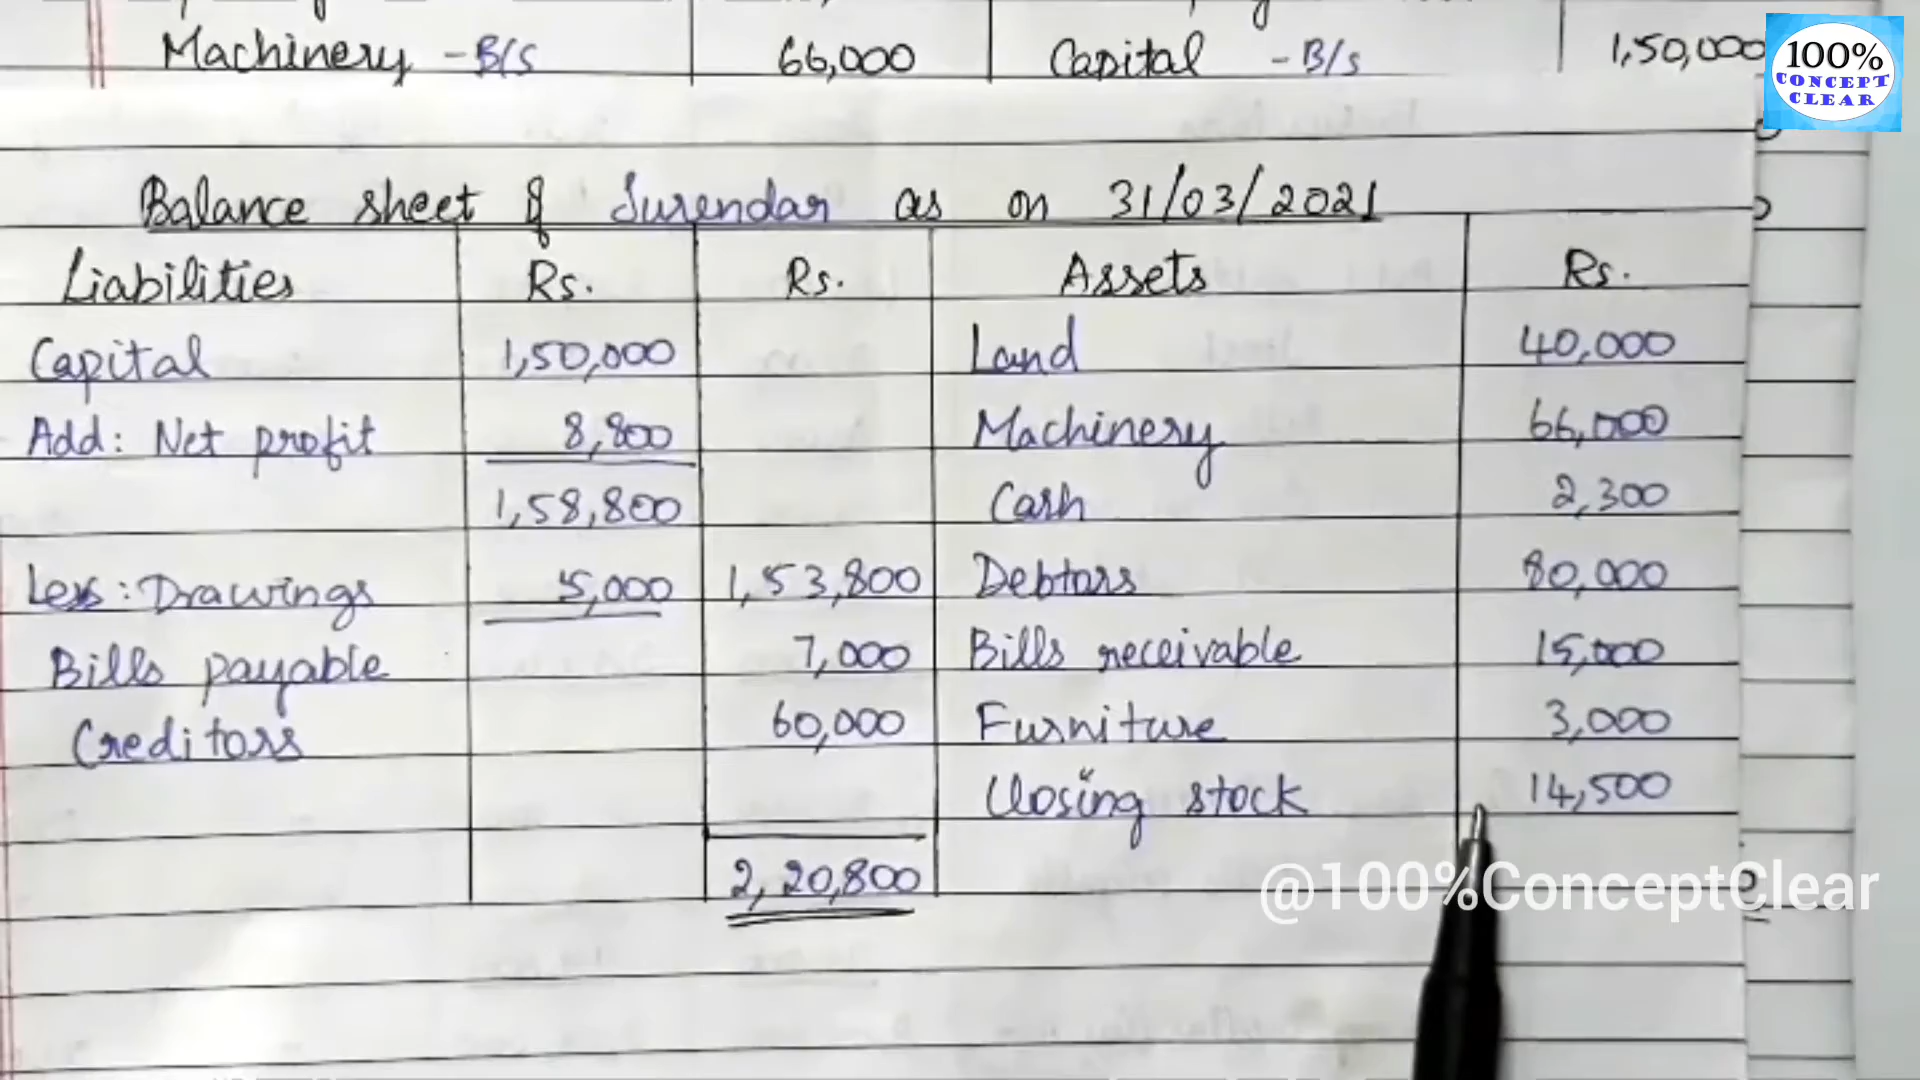 Machinery - B/S 66,000 Capital - B/s 1,50,000
100%
CONCEPT
CLEAR
Balance sheet of Surendar as on 31/03/2021
Liabilities Rs. Rs. Assets Rs.
Capital 1,50,000 Land 40,000
Add: Net profit 8,800 Machinery 66,000
1,58,800 Cash 2,300
Less: Drawings 5,000 1,53,800 Debtors 80,000
Bills payable 7,000 Bills receivable 15,000
Creditors 60,000 Furniture 3,000
Closing stock 14,500
2,20,800
@100%ConceptClear